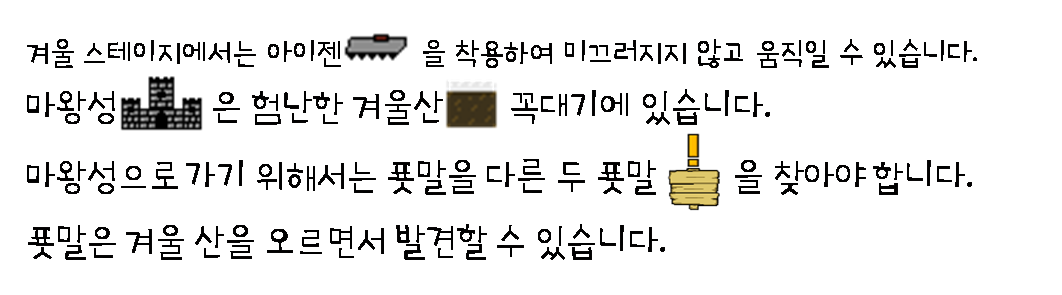 겨울 스테이지에서는 아이젠 을 착용하여 미끄러지지 않고 움직일 수 있습니다.
마왕성 은 험난한 겨울산 꼭대기에 있습니다.
마왕성으로 가기 위해서는 푯말을 다른 두 푯말 을 찾아야합니다.
푯말은 겨울 산을 오르면서 발견할 수 있습니다.